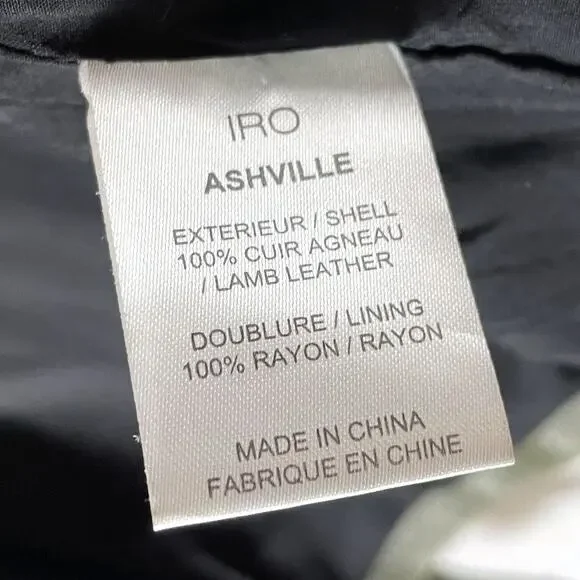 IRO
ASHVILLE
EXTERIEUR / SHELL
100% CUIR AGNEAU
/ LAMB LEATHER
DOUBLURE / LINING
100% RAYON / RAYON
MADE IN CHINA
FABRIQUE EN CHINE